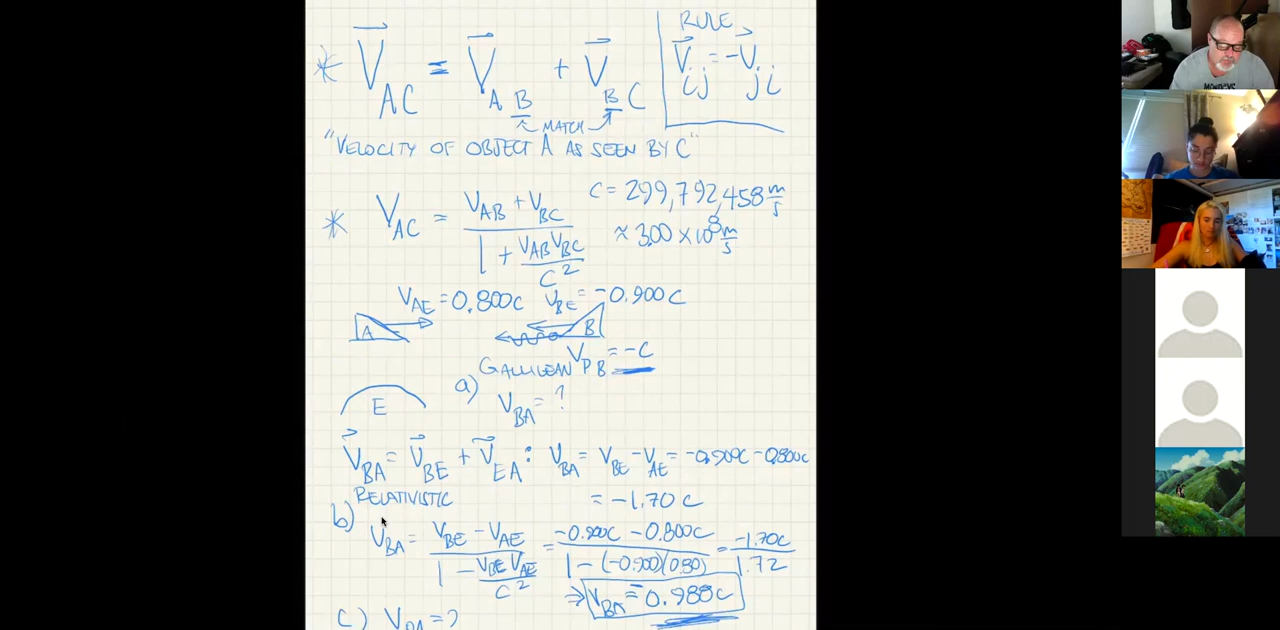 RULE
* V_AC = V_AB + V_BC
V_ij = -V_ji
MATCH
"VELOCITY OF OBJECT A AS SEEN BY C"
* V_AC = (V_AB + V_BC) / (1 + V_AB V_BC / C²)
C = 299,792,458 m/s
≈ 3.00 × 10⁸ m/s
V_AE = 0.800C V_BE = -0.900C
A B
V_PB = -C
a) GALLILEAN
V_BA = ?
E
V_BA = V_BE + V_EA : V_BA = V_BE - V_AE = -0.900C - 0.800C
= -1.70C
b) RELATIVISTIC
V_BA = (V_BE - V_AE) / (1 - V_BE V_AE / C²) = (-0.900C - 0.800C) / (1 - (-0.900)(0.80)) = -1.70C / 1.72
⇒ V_BA = 0.988C